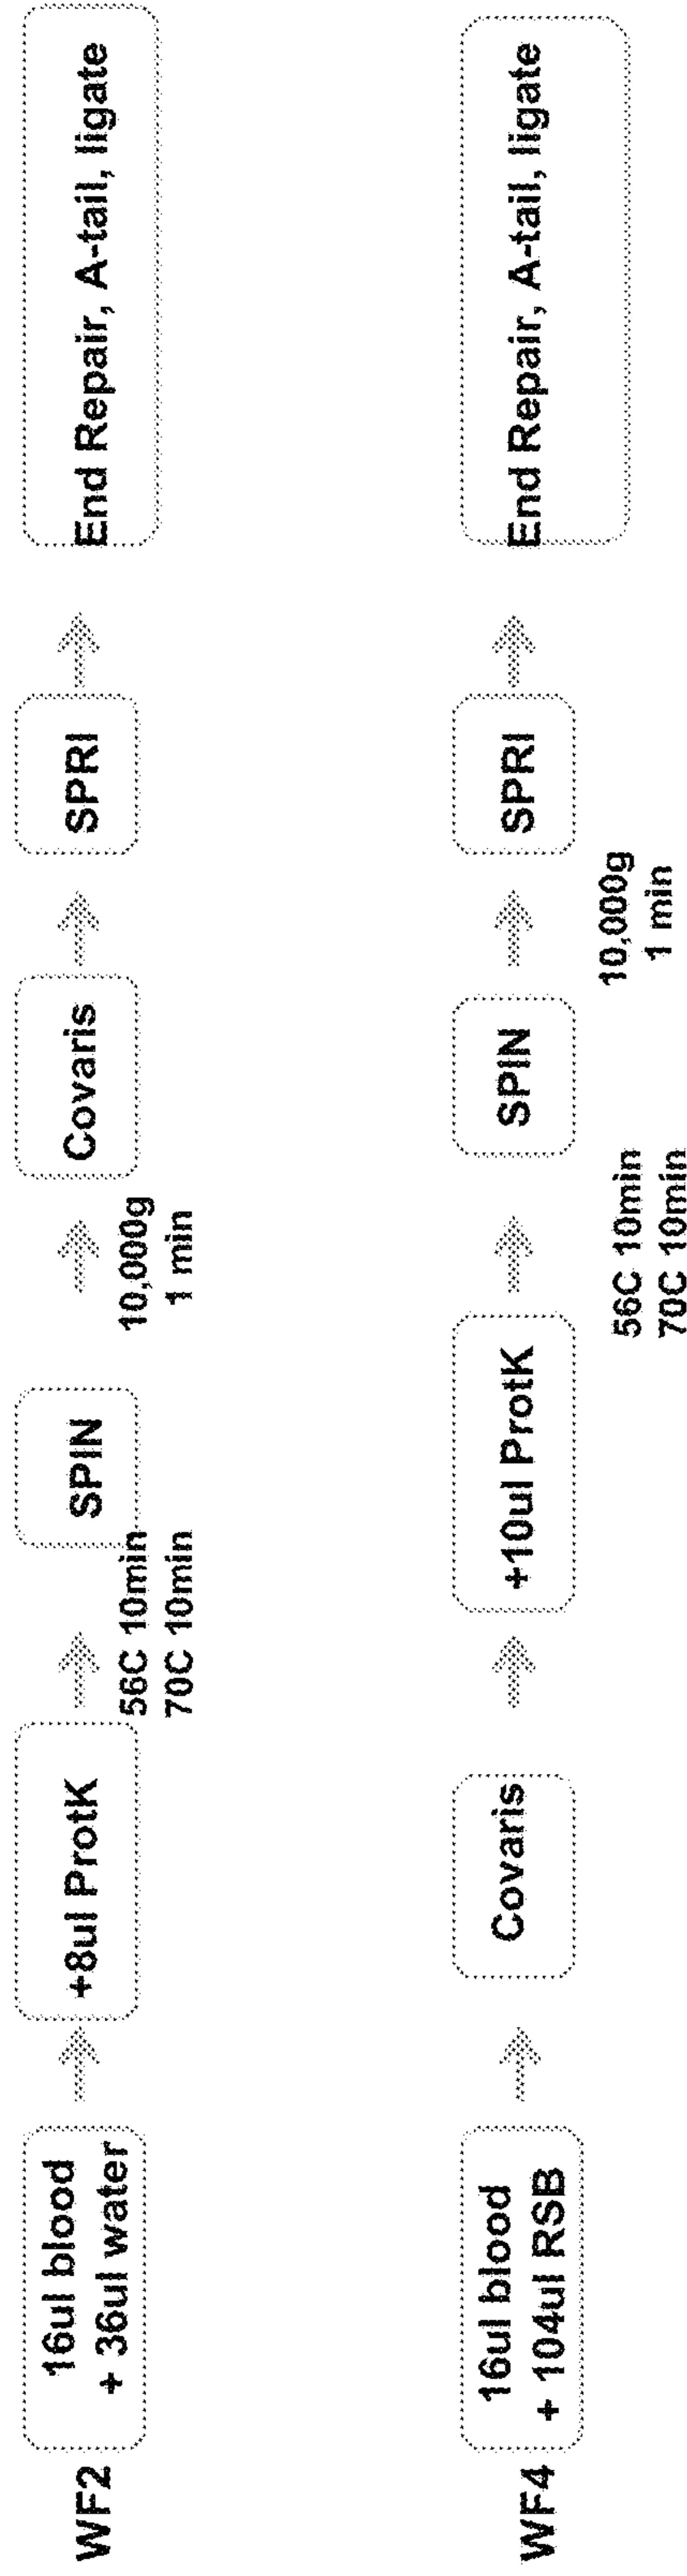 WF2
16ul blood
+ 36ul water
+8ul ProtK
56C 10min
70C 10min
SPIN
10,000g
1 min
Covaris
SPRI
End Repair, A-tail, ligate
WF4
16ul blood
+ 104ul RSB
Covaris
+10ul ProtK
56C 10min
70C 10min
SPIN
10,000g
1 min
SPRI
End Repair, A-tail, ligate